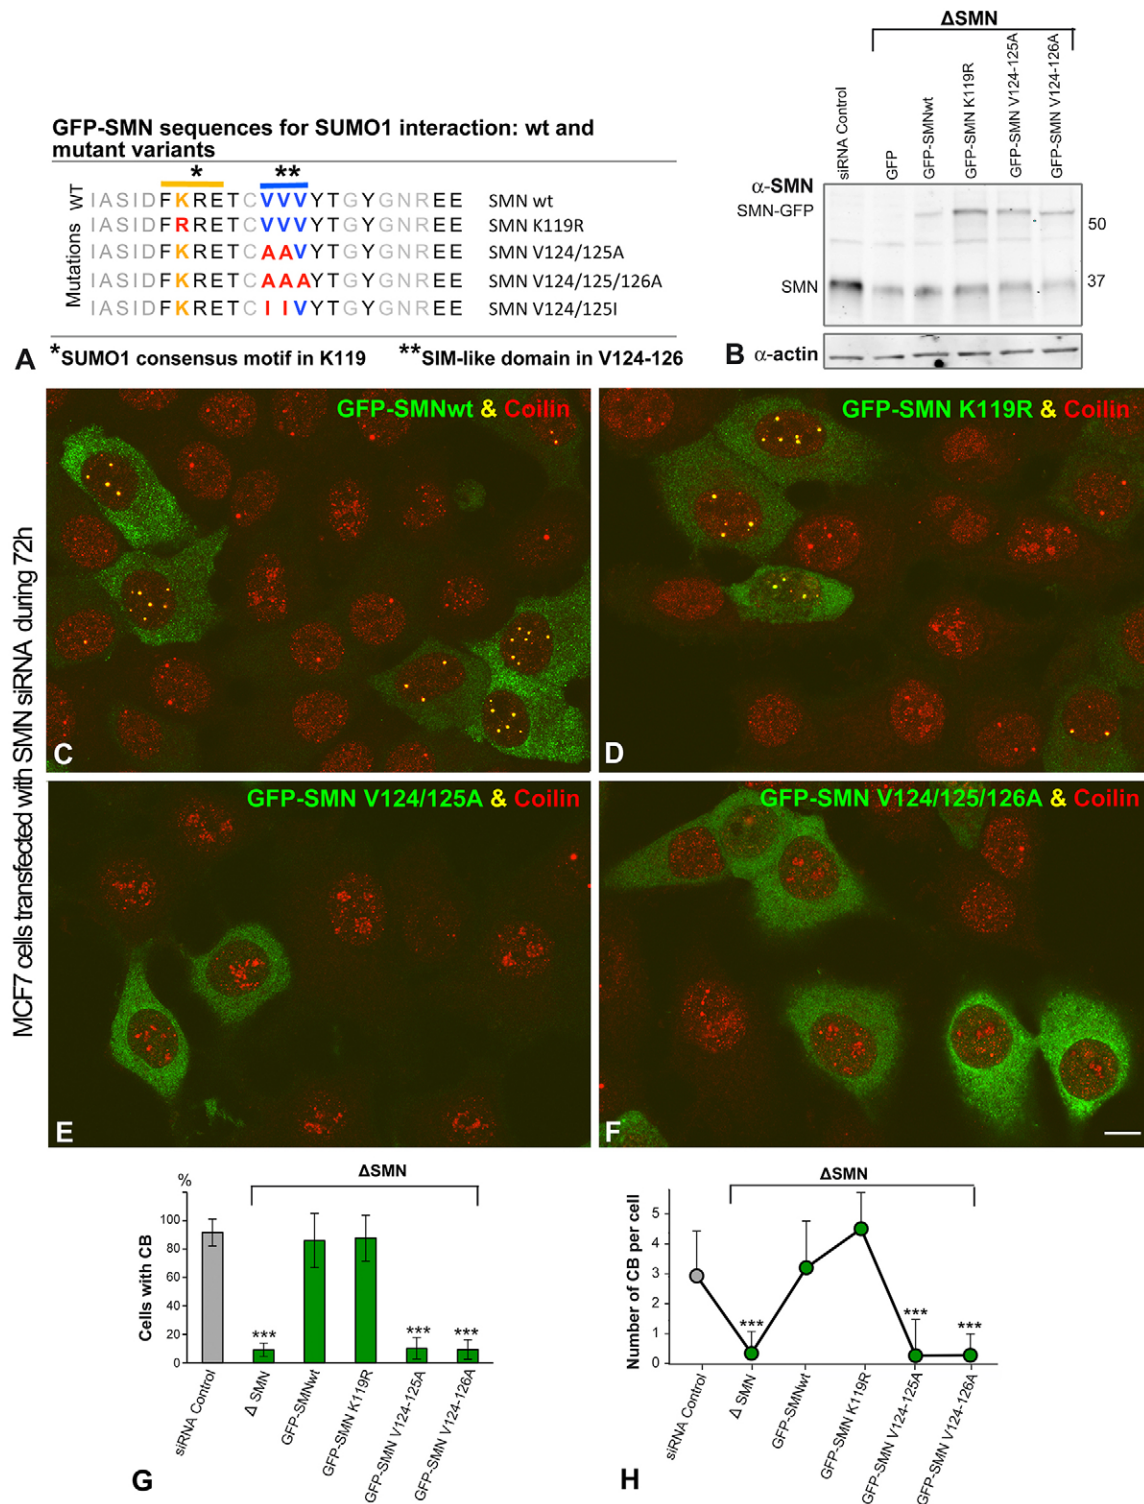 GFP-SMN sequences for SUMO1 interaction: wt and
mutant variants
* **
WT
IASIDFKRETCVVVYTGYGNREE SMN wt
Mutations
IASIDFRRETCVVVYTGYGNREE SMN K119R
IASIDFKRETCAAVYTGYGNREE SMN V124/125A
IASIDFKRETCAAAYTGYGNREE SMN V124/125/126A
IASIDFKRETCIIVYTGYGNREE SMN V124/125I
*SUMO1 consensus motif in K119 **SIM-like domain in V124-126
A
ΔSMN
siRNA Control
GFP
GFP-SMNwt
GFP-SMN K119R
GFP-SMN V124-125A
GFP-SMN V124-126A
α-SMN
SMN-GFP
50
SMN
37
B
α-actin
MCF7 cells transfected with SMN siRNA during 72h
GFP-SMNwt & Coilin
C
GFP-SMN K119R & Coilin
D
GFP-SMN V124/125A & Coilin
E
GFP-SMN V124/125/126A & Coilin
F
ΔSMN
%
Cells with CB
100
80
60
40
20
0
***
***
***
siRNA Control
Δ SMN
GFP-SMNwt
GFP-SMN K119R
GFP-SMN V124-125A
GFP-SMN V124-126A
G
ΔSMN
Number of CB per cell
5
4
3
2
1
0
***
***
***
siRNA Control
Δ SMN
GFP-SMNwt
GFP-SMN K119R
GFP-SMN V124-125A
GFP-SMN V124-126A
H